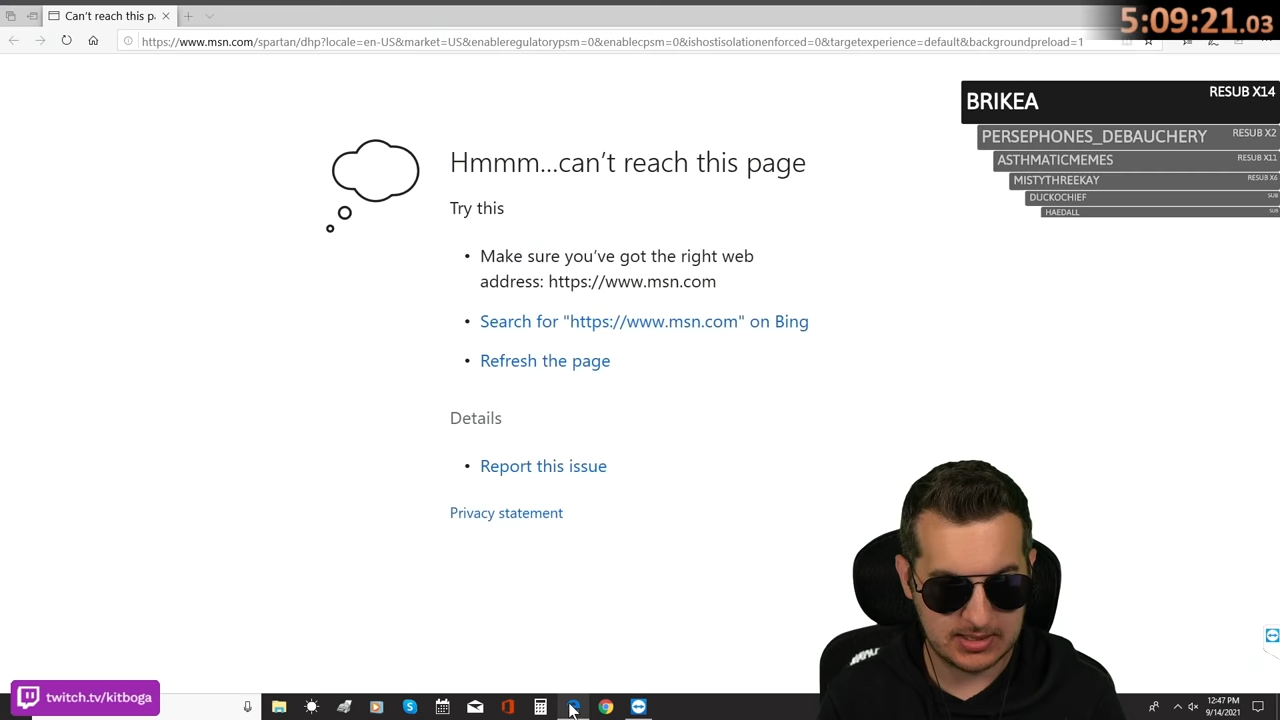 Can't reach this p
5:09:21.03
https://www.msn.com/spartan/dhp?locale=en-US&market=US&enableregulatorypsm=0&enablecpsm=0&ishostisolationenforced=0&targetexperience=default&backgroundpreload=1
BRIKEA RESUB X14
PERSEPHONES_DEBAUCHERY RESUB X2
ASTHMATICMEMES RESUB X11
MISTYTHREEKAY RESUB X6
DUCKOCHIEF SUB
HAEDALL SUB
Hmmm...can't reach this page
Try this
• Make sure you've got the right web
address: https://www.msn.com
• Search for "https://www.msn.com" on Bing
• Refresh the page
Details
• Report this issue
Privacy statement
twitch.tv/kitboga
12:47 PM
9/14/2021